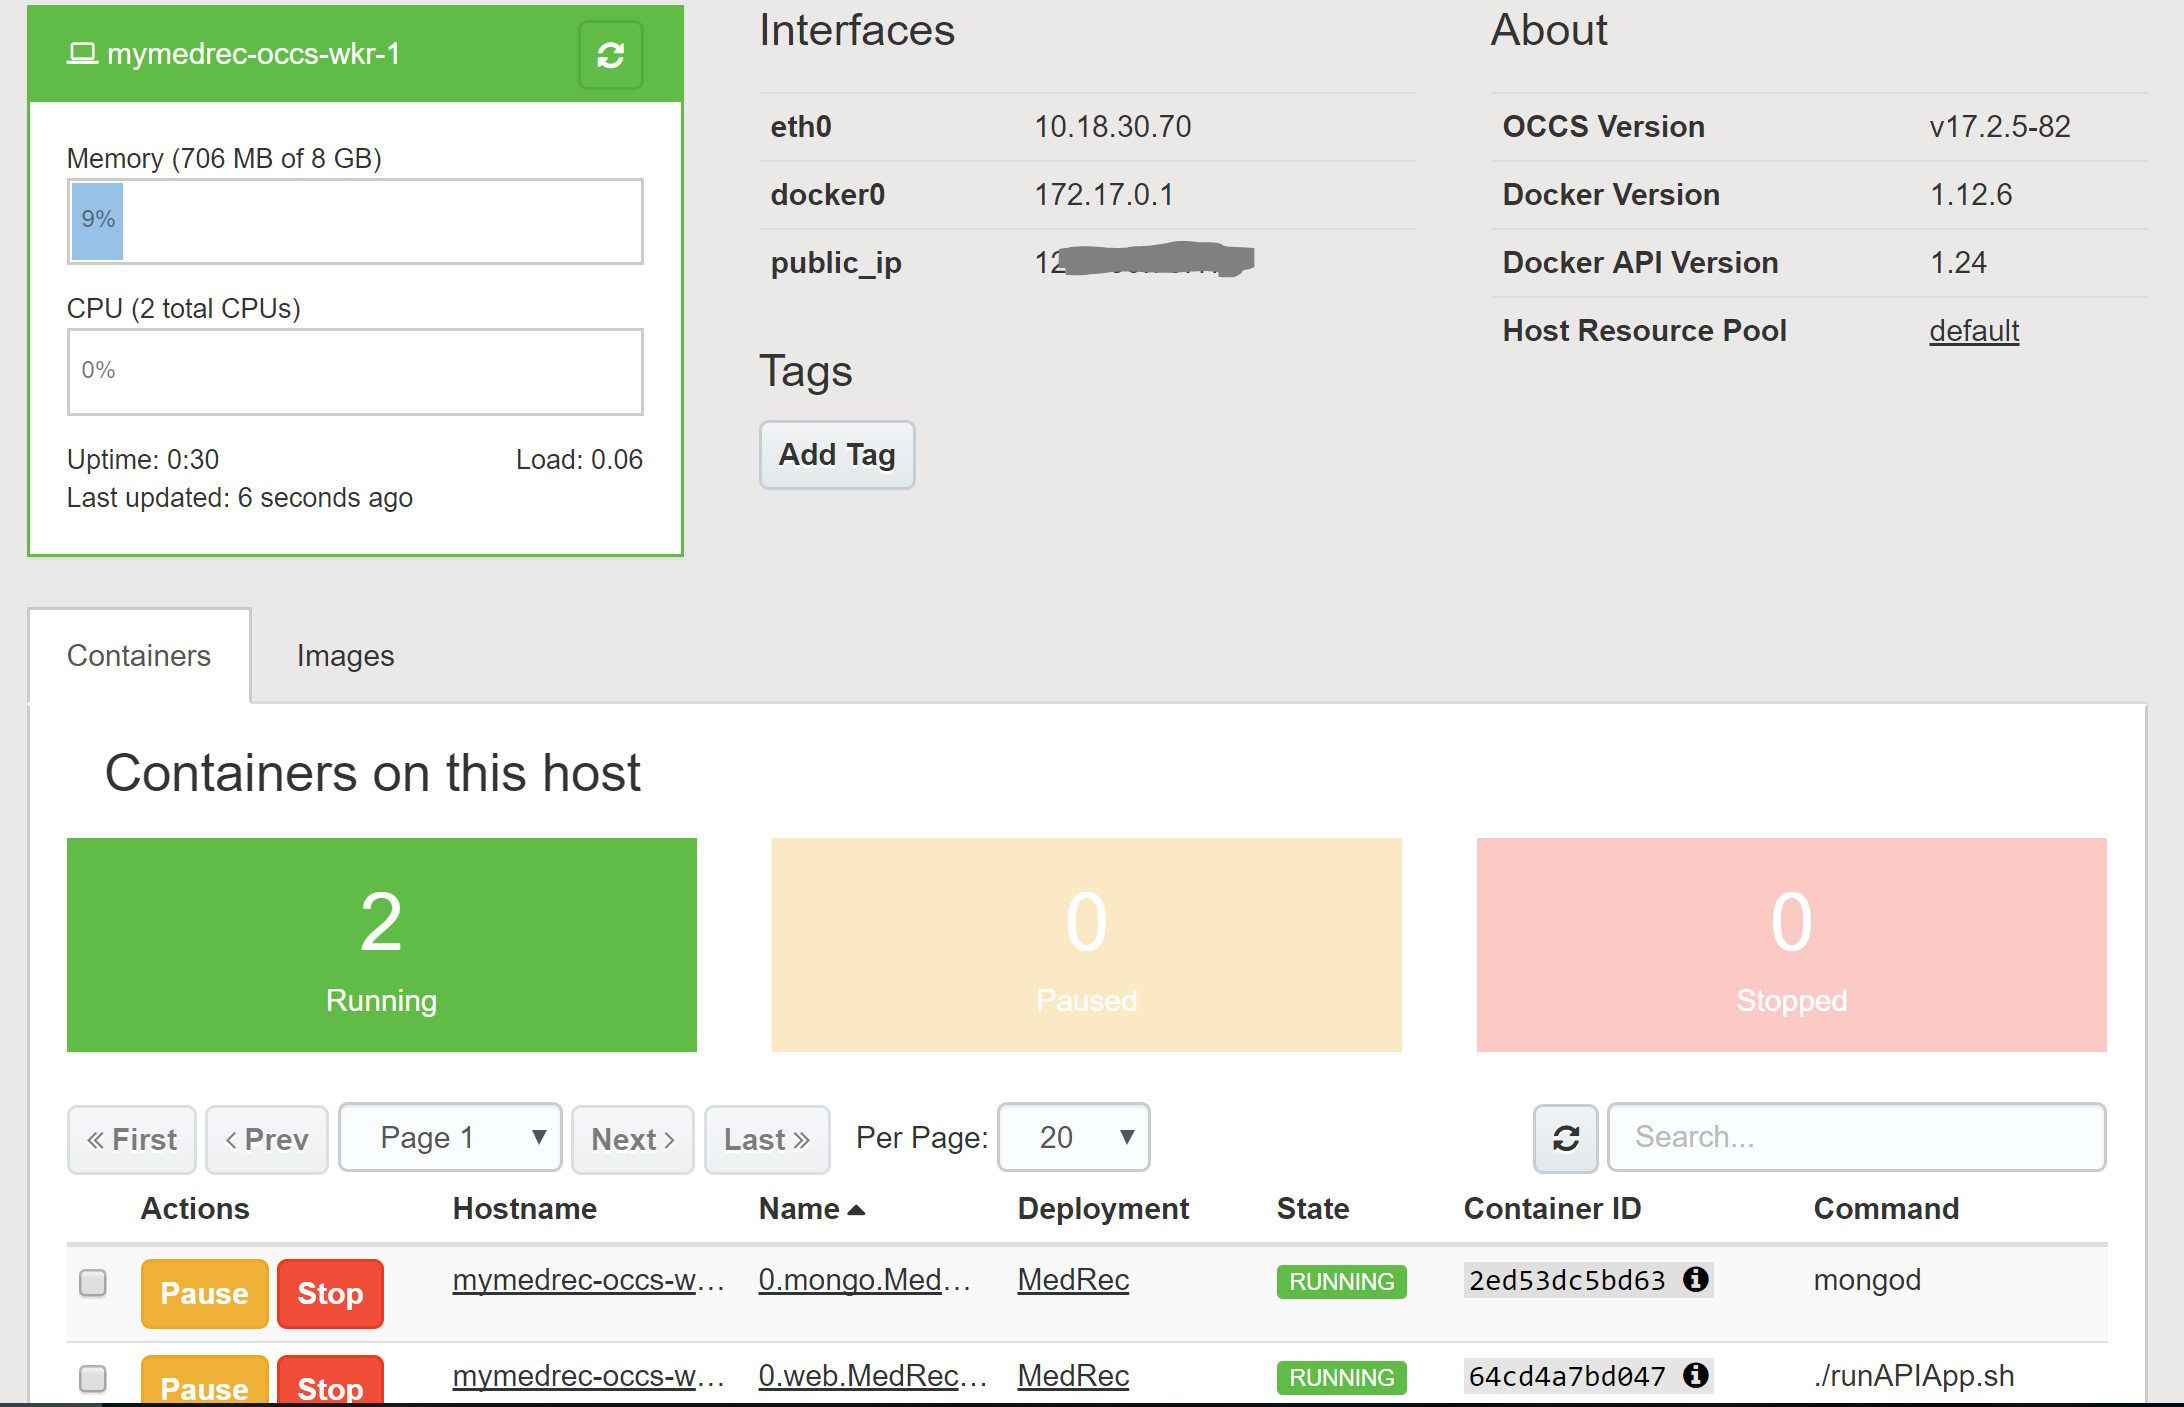 mymedrec-occs-wkr-1
Memory (706 MB of 8 GB)
9%
CPU (2 total CPUs)
0%
Uptime: 0:30 Load: 0.06
Last updated: 6 seconds ago
Interfaces
eth0 10.18.30.70
docker0 172.17.0.1
public_ip
Tags
Add Tag
About
OCCS Version v17.2.5-82
Docker Version 1.12.6
Docker API Version 1.24
Host Resource Pool default
Containers Images
Containers on this host
2
Running
0
Paused
0
Stopped
« First ‹ Prev Page 1 ▼ Next › Last » Per Page: 20 ▼ Search...
Actions Hostname Name Deployment State Container ID Command
Pause Stop mymedrec-occs-w... 0.mongo.Med... MedRec RUNNING 2ed53dc5bd63 mongod
Pause Stop mymedrec-occs-w... 0.web.MedRec... MedRec RUNNING 64cd4a7bd047 ./runAPIApp.sh